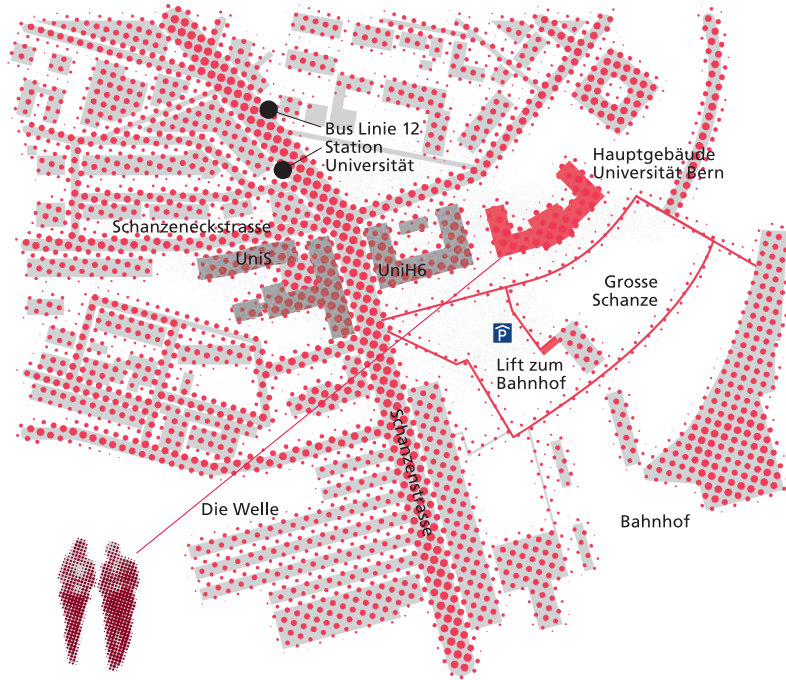 Bus Linie 12
Station
Universität
Hauptgebäude
Universität Bern
Schanzeneckstrasse
UniS
UniH6
Grosse
Schanze
P
Lift zum
Bahnhof
Schanzenstrasse
Die Welle
Bahnhof